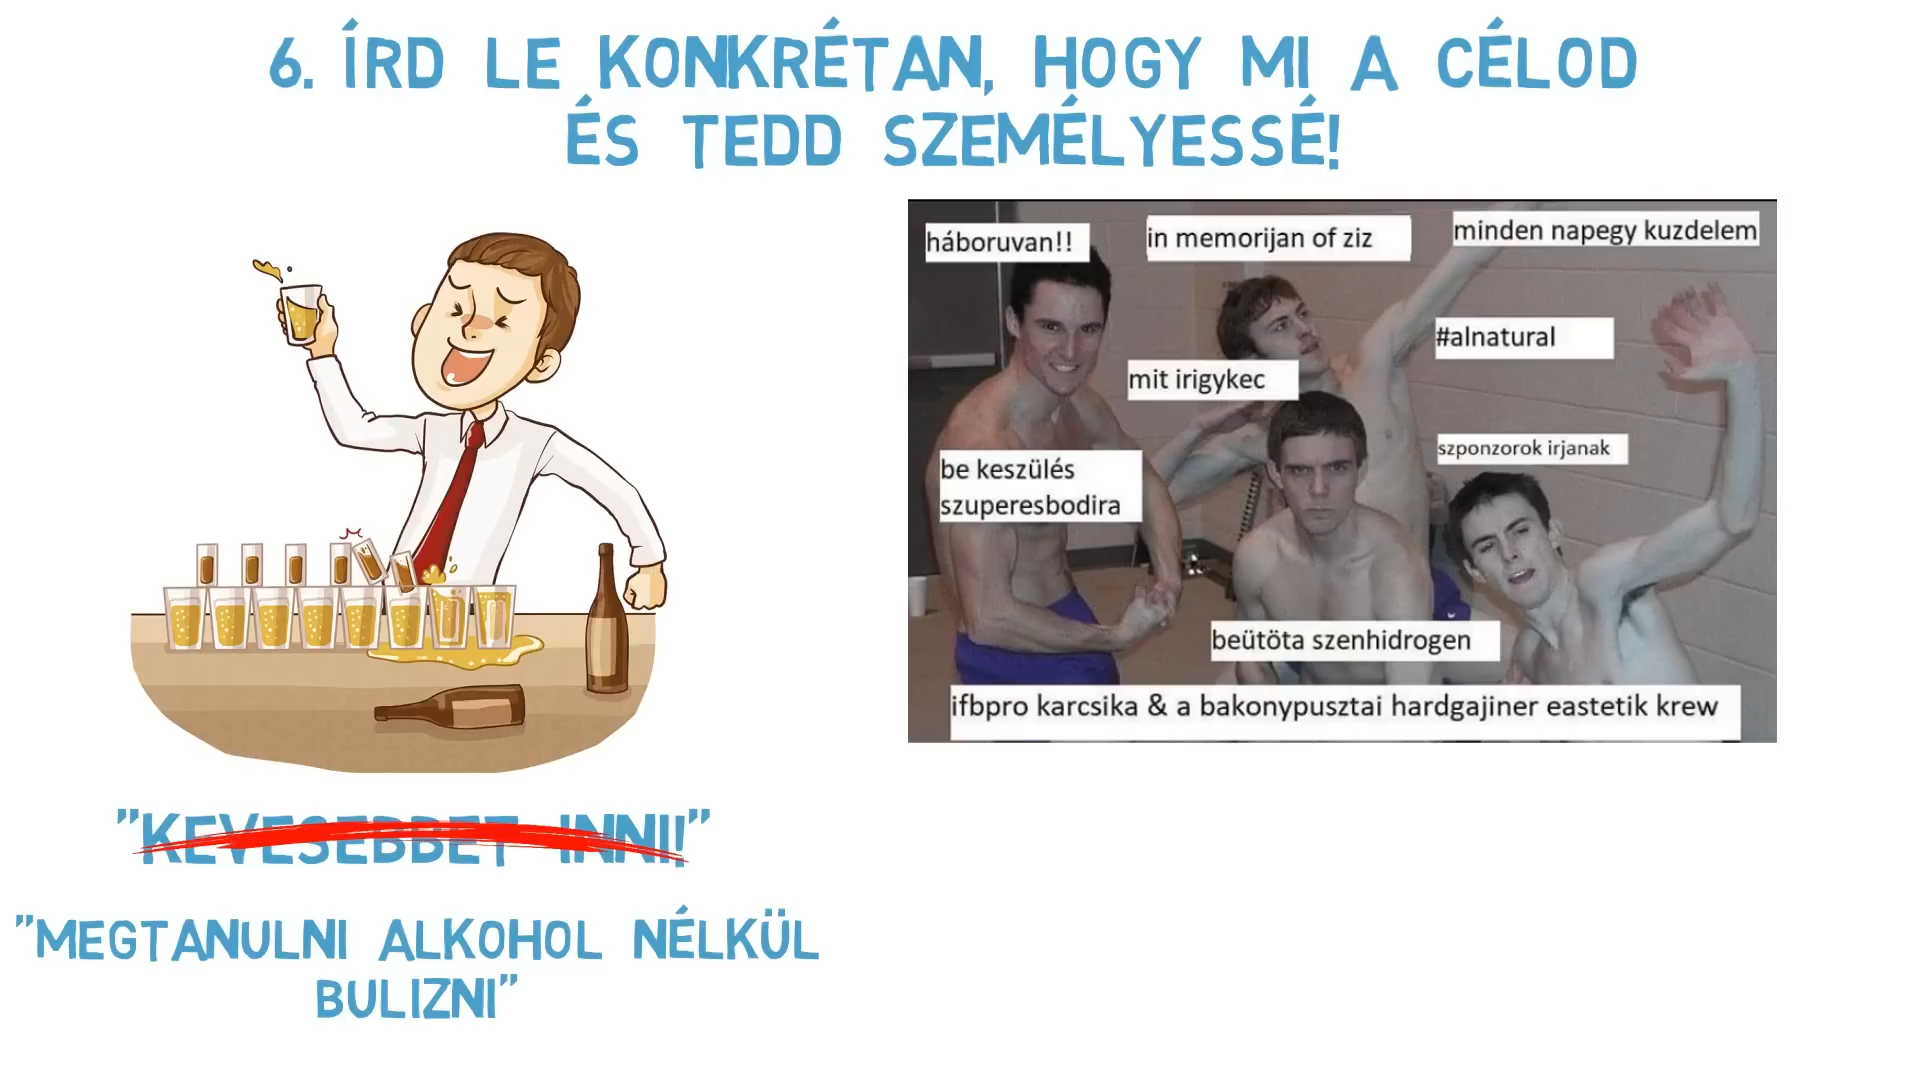 6. ÍRD LE KONKRÉTAN, HOGY MI A CÉLOD
ÉS TEDD SZEMÉLYESSÉ!
háboruvan!!
in memorijan of ziz
minden napegy kuzdelem
#alnatural
mit irigykec
szponzorok irjanak
be keszülés
szuperesbodira
beütöta szenhidrogen
ifbpro karcsika & a bakonypusztai hardgajiner eastetik krew
"KEVESEBBET INNI!"
"MEGTANULNI ALKOHOL NÉLKÜL
BULIZNI"